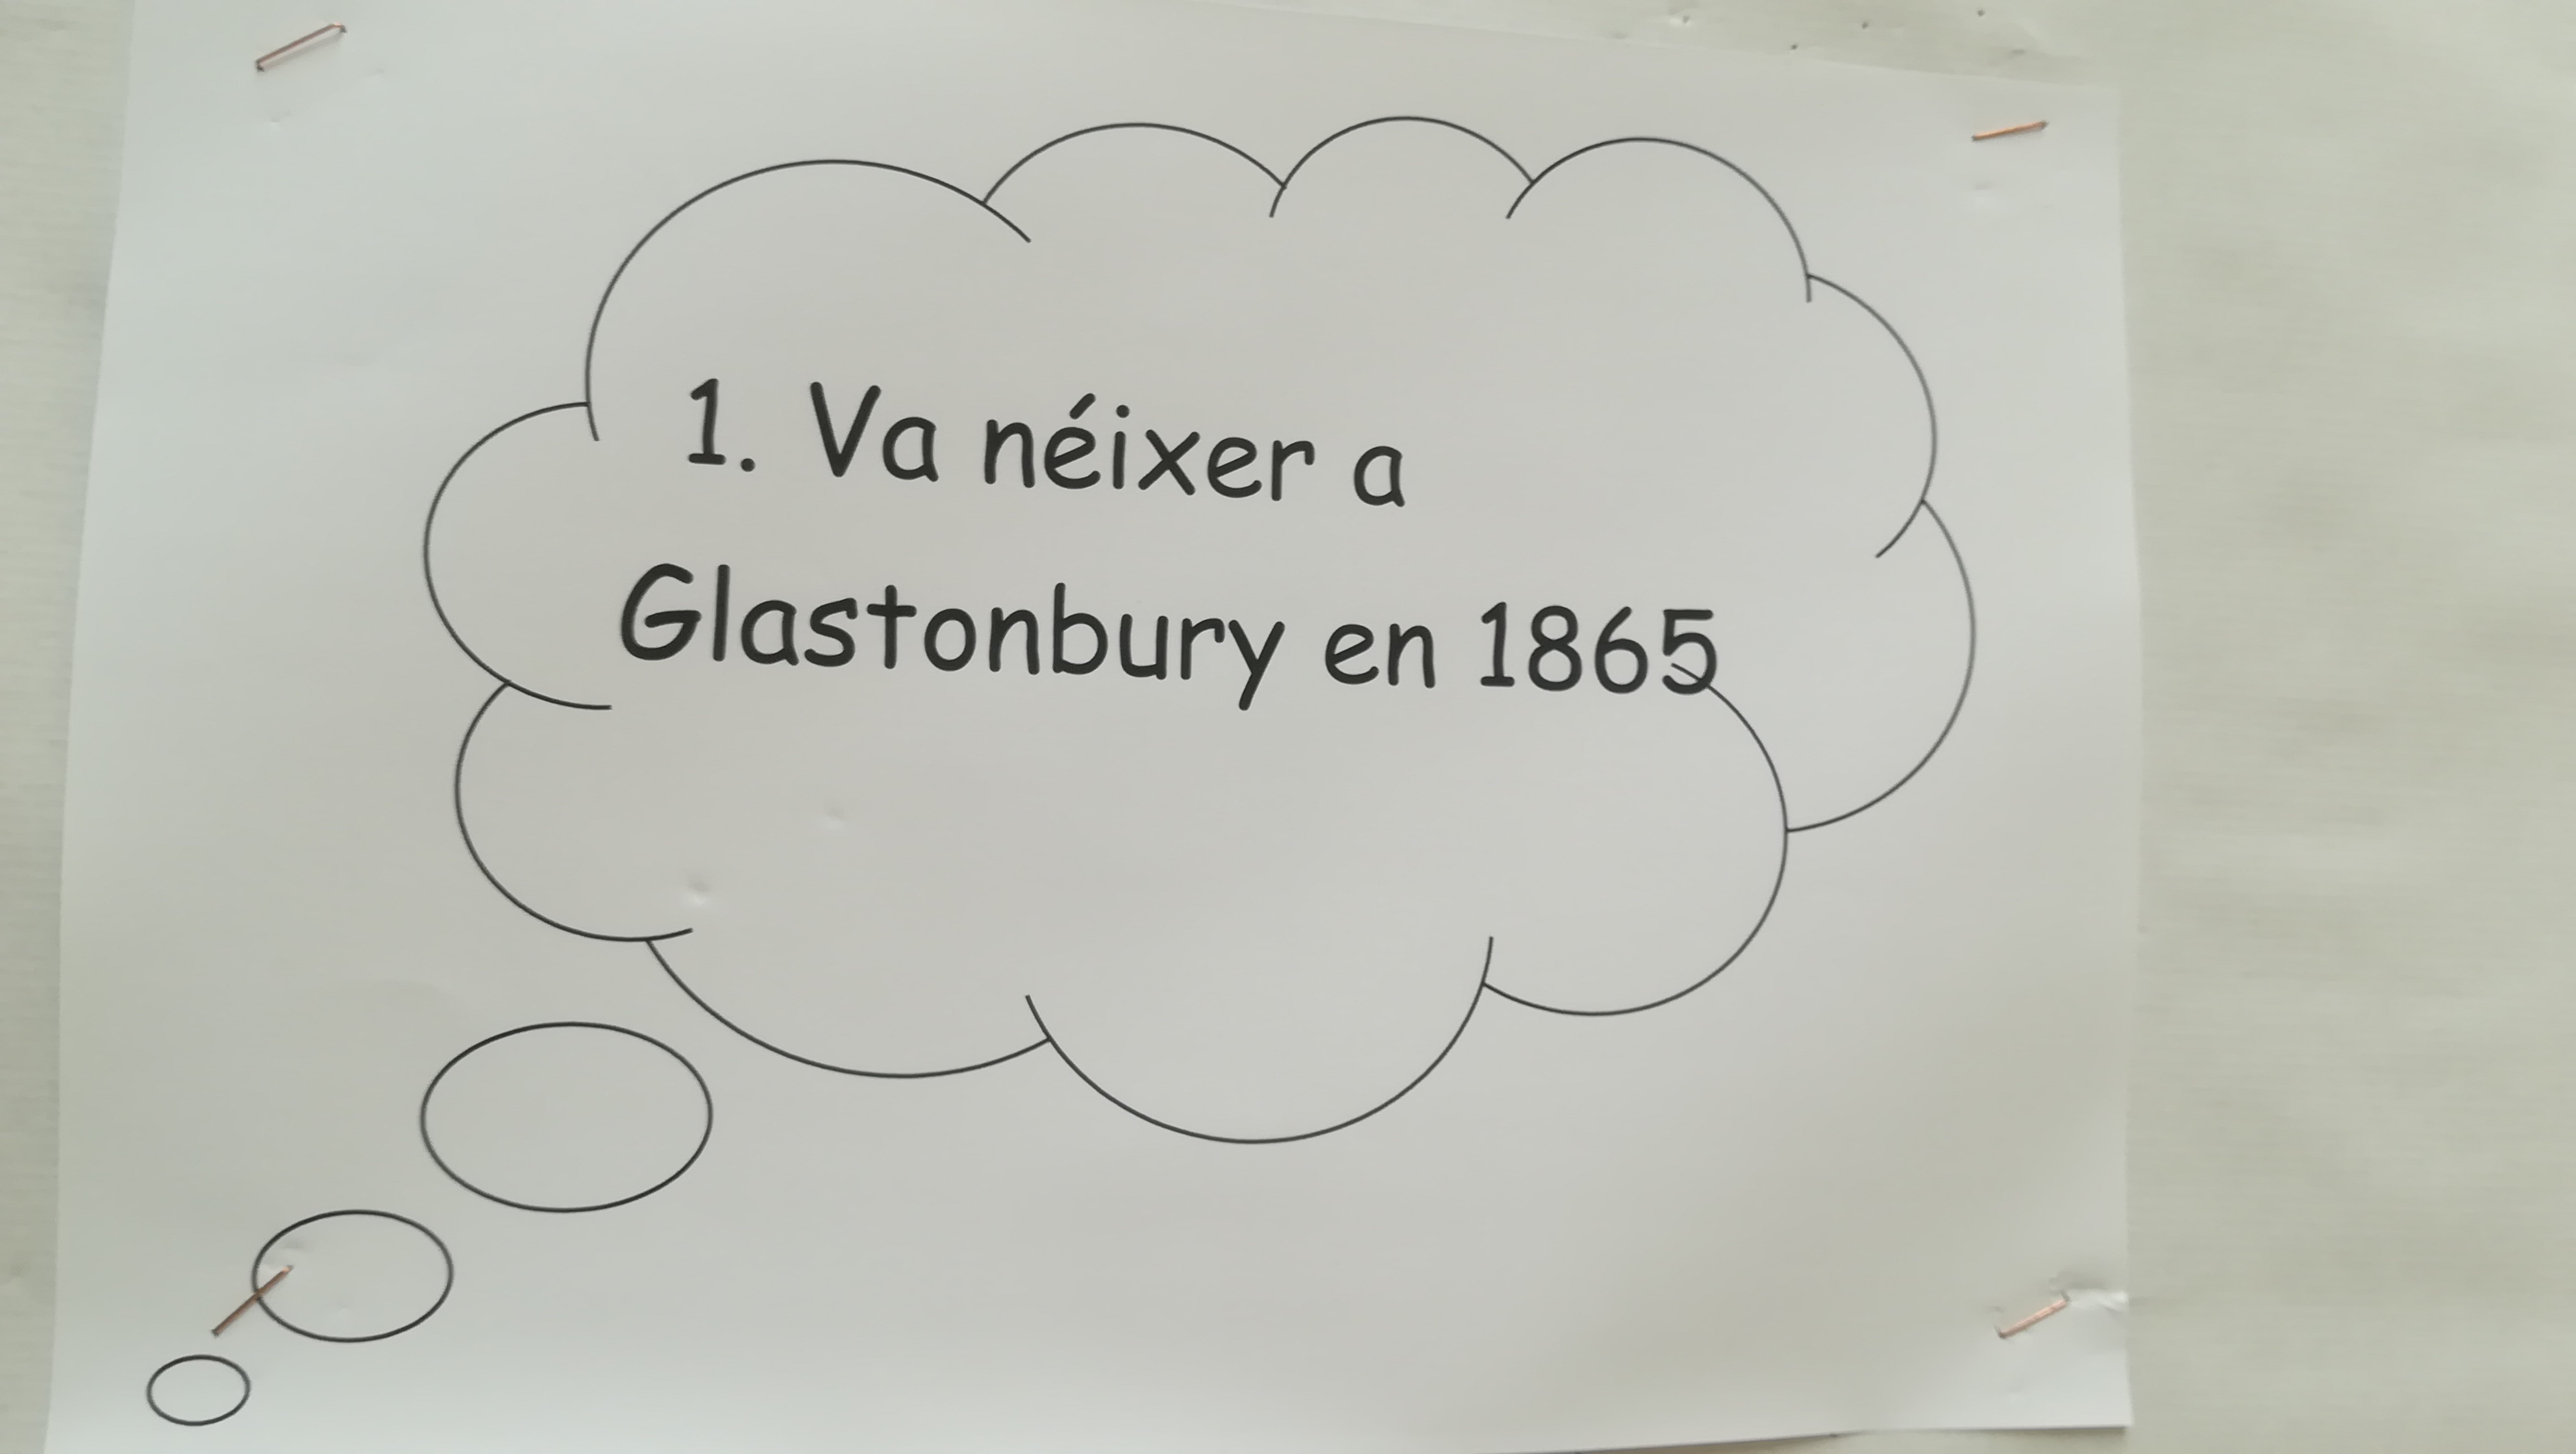 1. Va néixer a
Glastonbury en 1865